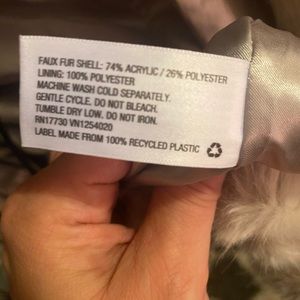 FAUX FUR SHELL: 74% ACRYLIC / 26% POLYESTER
LINING: 100% POLYESTER
MACHINE WASH COLD SEPARATELY.
GENTLE CYCLE. DO NOT BLEACH.
TUMBLE DRY LOW. DO NOT IRON.
RN17730 VN1254020
LABEL MADE FROM 100% RECYCLED PLASTIC